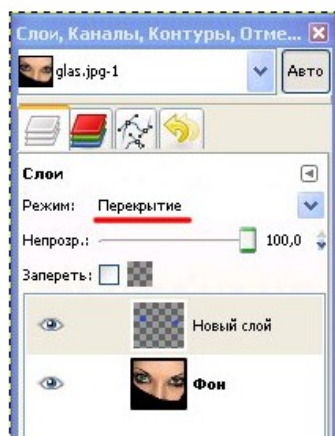 Слои, Каналы, Контуры, Отме...
glas.jpg-1
Авто
Слои
Режим: Перекрытие
Непрозр.: 100,0
Запереть:
Новый слой
Фон